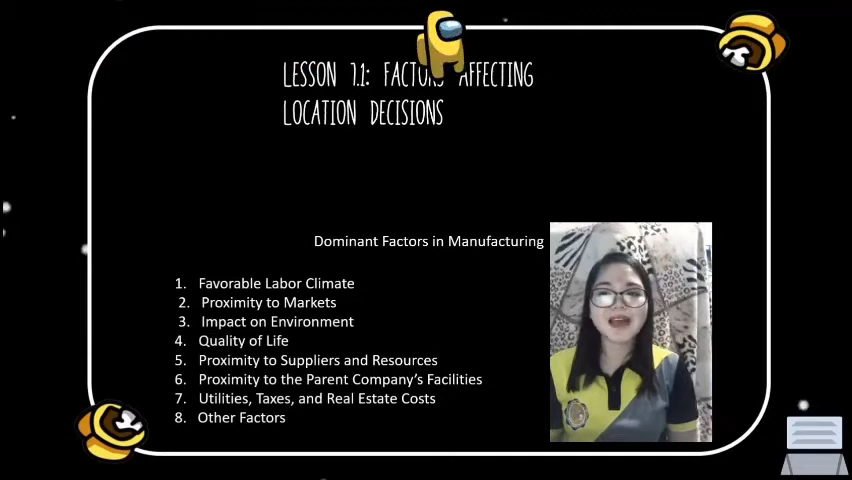 LESSON 7.1: FACTORS AFFECTING
LOCATION DECISIONS
Dominant Factors in Manufacturing
1. Favorable Labor Climate
2. Proximity to Markets
3. Impact on Environment
4. Quality of Life
5. Proximity to Suppliers and Resources
6. Proximity to the Parent Company's Facilities
7. Utilities, Taxes, and Real Estate Costs
8. Other Factors